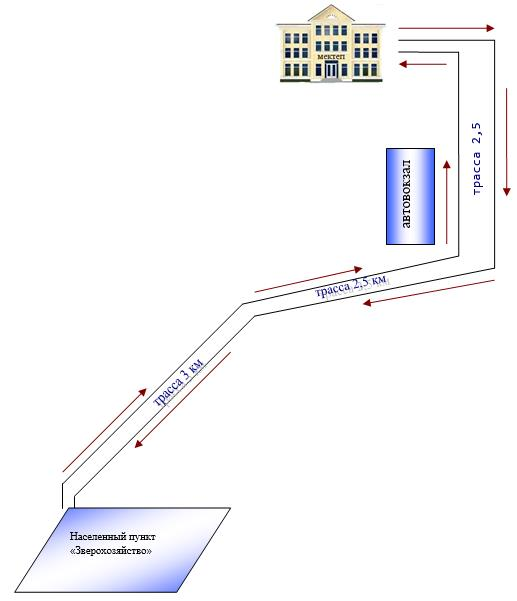 мектеп
трасса 2,5
автовокзал
трасса 2,5 км
трасса 3 км
Населенный пункт
«Зверохозяйство»